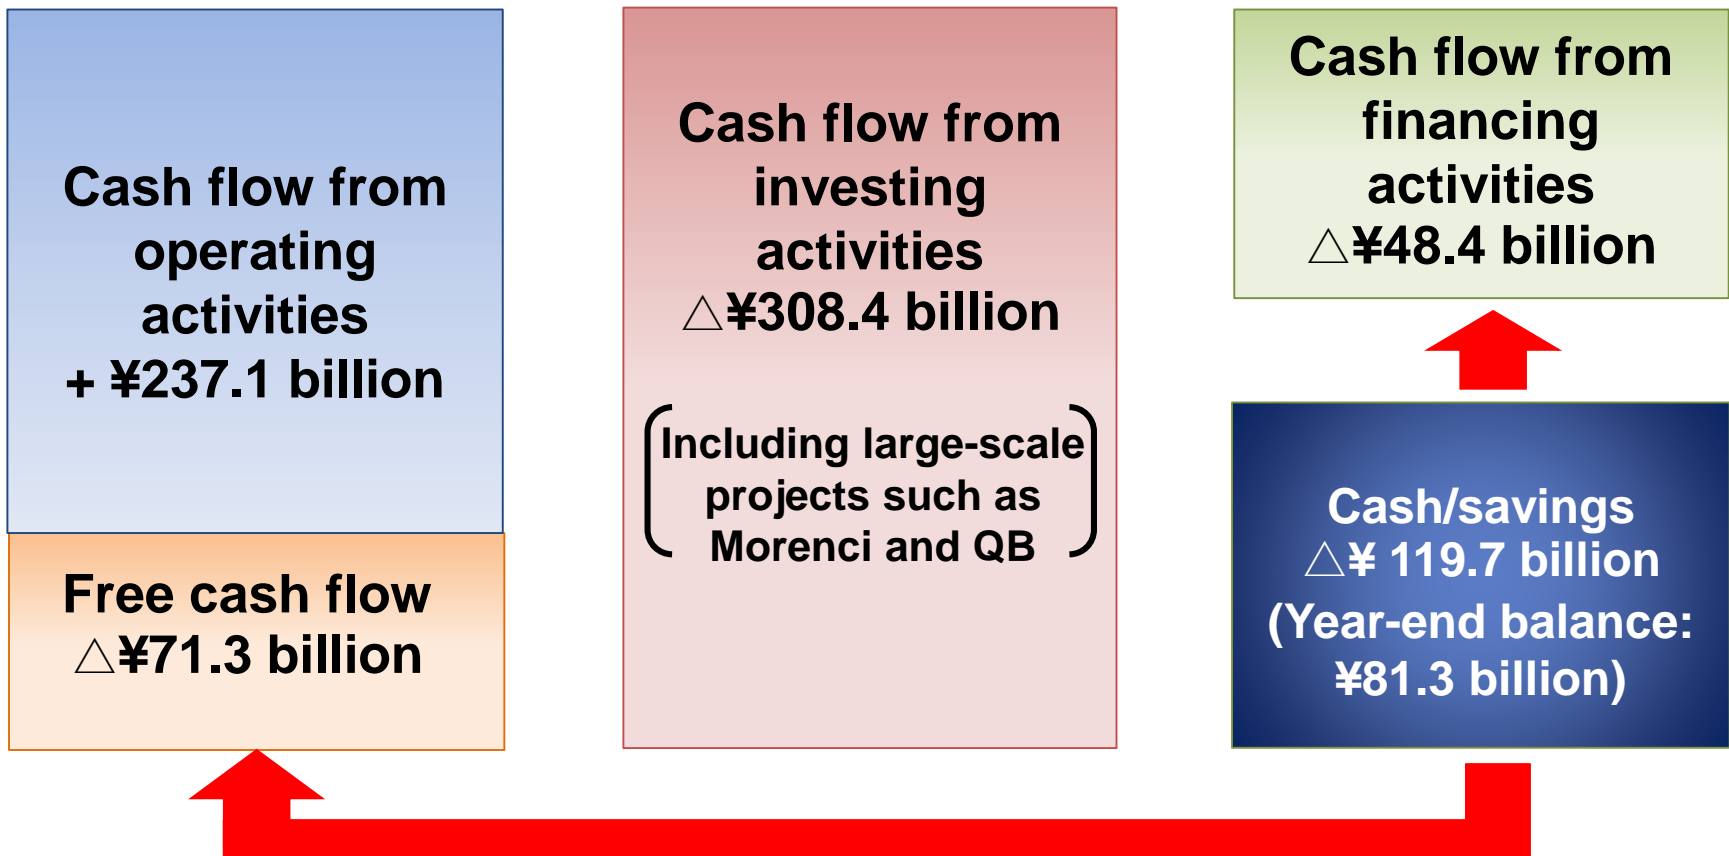 Cash flow from
operating
activities
+ ¥237.1 billion
Free cash flow
△¥71.3 billion
Cash flow from
investing
activities
△¥308.4 billion
Including large-scale
projects such as
Morenci and QB
Cash flow from
financing
activities
△¥48.4 billion
Cash/savings
△¥ 119.7 billion
(Year-end balance:
¥81.3 billion)